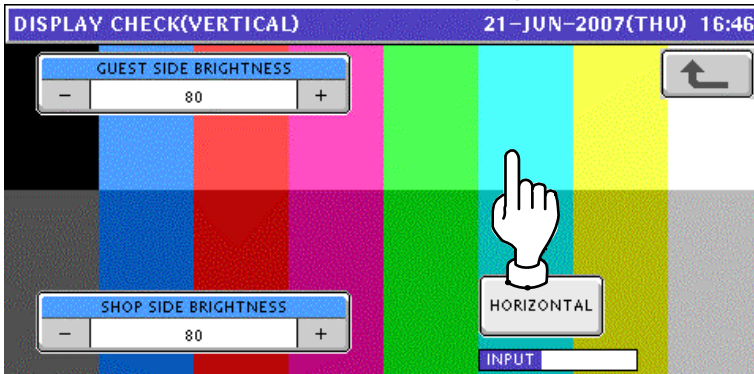 DISPLAY CHECK(VERTICAL) 21-JUN-2007(THU) 16:46
GUEST SIDE BRIGHTNESS
- 80 +
SHOP SIDE BRIGHTNESS
- 80 +
HORIZONTAL
INPUT